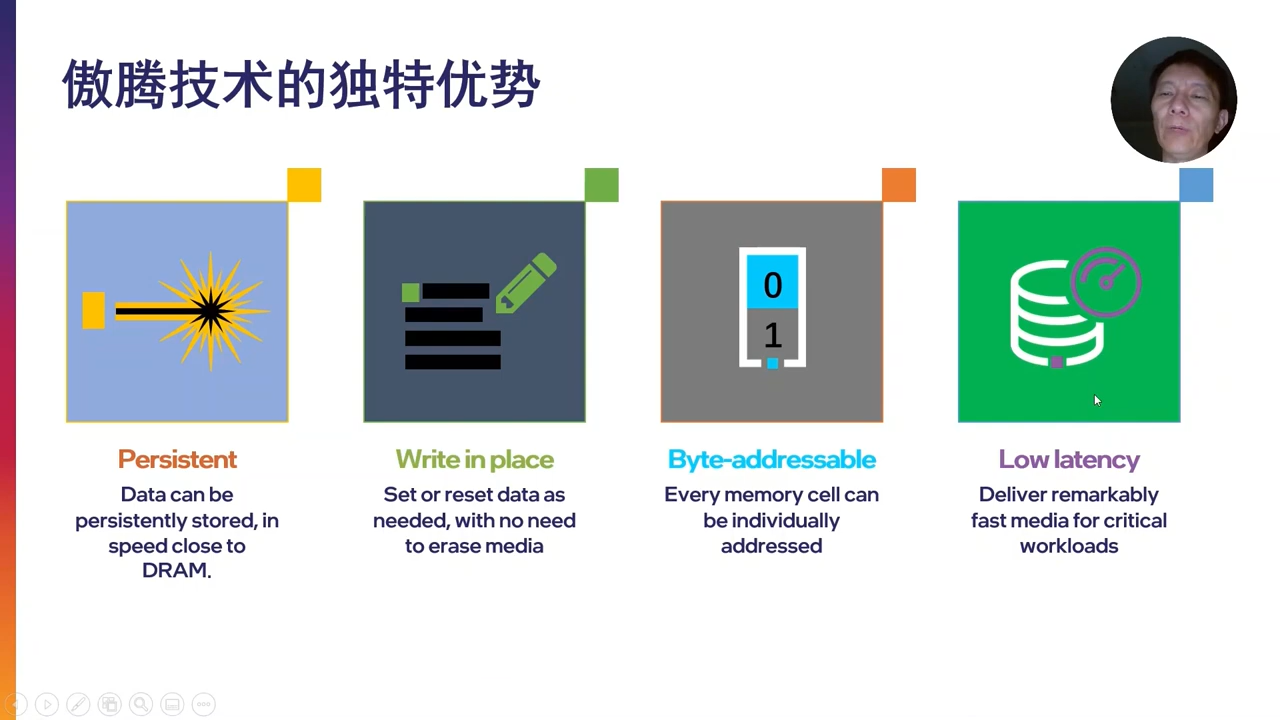 傲腾技术的独特优势
0
1
Persistent
Data can be
persistently stored, in
speed close to
DRAM.
Write in place
Set or reset data as
needed, with no need
to erase media
Byte-addressable
Every memory cell can
be individually
addressed
Low latency
Deliver remarkably
fast media for critical
workloads